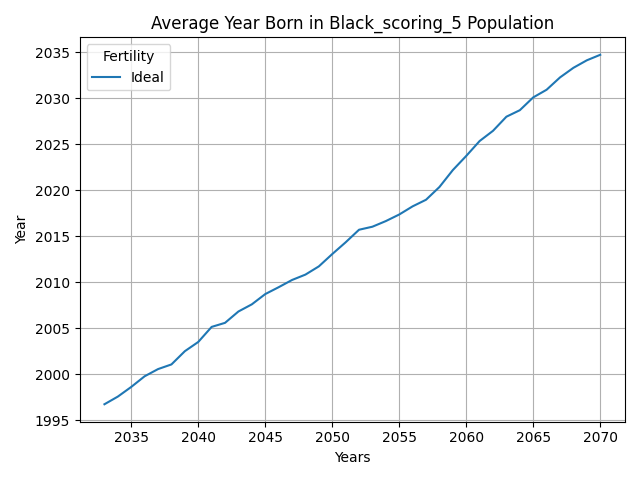 Average Year Born in Black_scoring_5 Population
Fertility
Ideal
Year
2035
2030
2025
2020
2015
2010
2005
2000
1995
2035 2040 2045 2050 2055 2060 2065 2070
Years